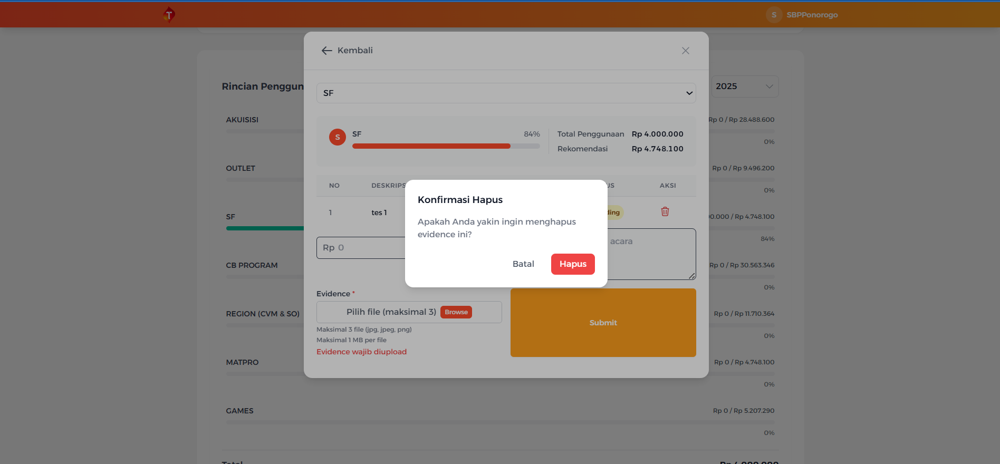 T
S SBPPonorogo
Kembali
Rincian Penggun
2025
SF
AKUISISI
Rp 0 / Rp 28.488.600
0%
S
SF
84%
Total Penggunaan Rp 4.000.000
Rekomendasi Rp 4.748.100
OUTLET
Rp 0 / Rp 9.496.200
0%
NO DESKRIPS US AKSI
Konfirmasi Hapus
Apakah Anda yakin ingin menghapus
evidence ini?
Batal
Hapus
1 tes 1 ding
SF
00.000 / Rp 4.748.100
84%
Rp 0
acara
CB PROGRAM
Rp 0 / Rp 30.563.346
0%
Evidence *
Pilih file (maksimal 3) Browse
Maksimal 3 file (jpg, jpeg, png)
Maksimal 1 MB per file
Evidence wajib diupload
Submit
REGION (CVM & SO)
Rp 0 / Rp 11.710.364
0%
MATPRO
Rp 0 / Rp 4.748.100
0%
GAMES
Rp 0 / Rp 5.207.290
0%
Total
Rp 4.000.000